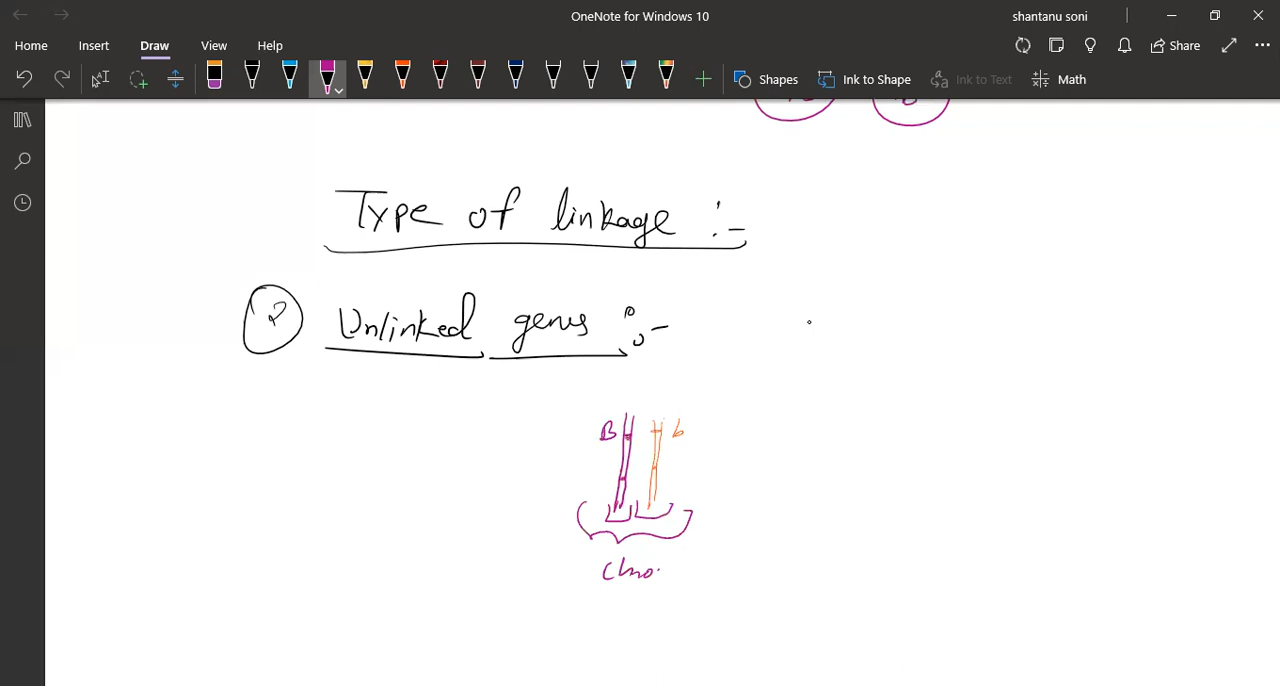 OneNote for Windows 10
shantanu soni
Home Insert Draw View Help
Share
Shapes Ink to Shape Ink to Text Math
Type of linkage :-
Unlinked genes :-
B b
Chro.